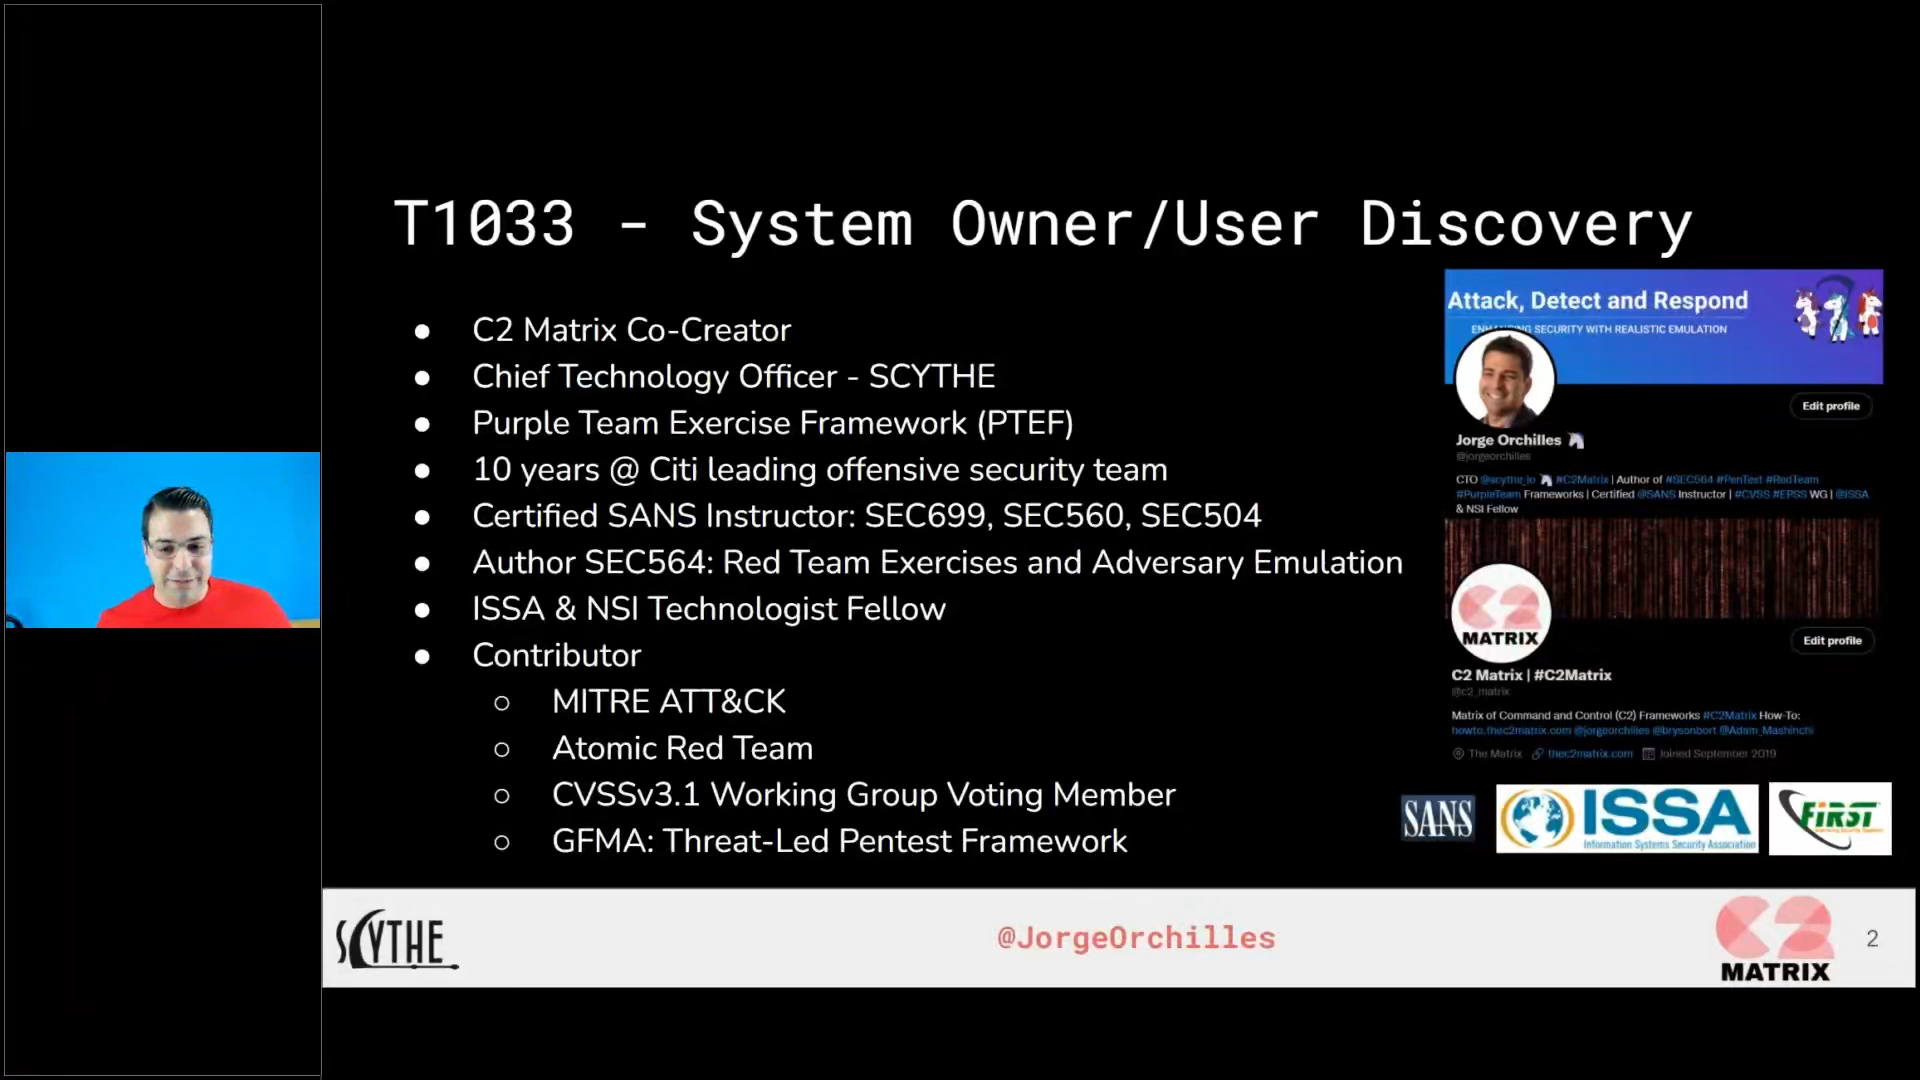 T1033 - System Owner/User Discovery
● C2 Matrix Co-Creator
● Chief Technology Officer - SCYTHE
● Purple Team Exercise Framework (PTEF)
● 10 years @ Citi leading offensive security team
● Certified SANS Instructor: SEC699, SEC560, SEC504
● Author SEC564: Red Team Exercises and Adversary Emulation
● ISSA & NSI Technologist Fellow
● Contributor
○ MITRE ATT&CK
○ Atomic Red Team
○ CVSSv3.1 Working Group Voting Member
○ GFMA: Threat-Led Pentest Framework
Attack, Detect and Respond
SECURITY WITH REALISTIC EMULATION
Edit profile
Jorge Orchilles
@jorgeorchilles
CTO @scythe_io #C2Matrix | Author of #SEC564 #PenTest #RedTeam
#PurpleTeam Frameworks | Certified @SANS Instructor | #CVSS #EPSS WG | @ISSA
& NSI Fellow
C2
MATRIX
Edit profile
C2 Matrix | #C2Matrix
@c2_matrix
Matrix of Command and Control (C2) Frameworks #C2Matrix How-To:
howto.thec2matrix.com @jorgeorchilles @brysonbort @Adam_Mashinchi
The Matrix thec2matrix.com Joined September 2019
SANS
ISSA
Information Systems Security Association
FIRST
SCYTHE
@JorgeOrchilles
C2
MATRIX
2